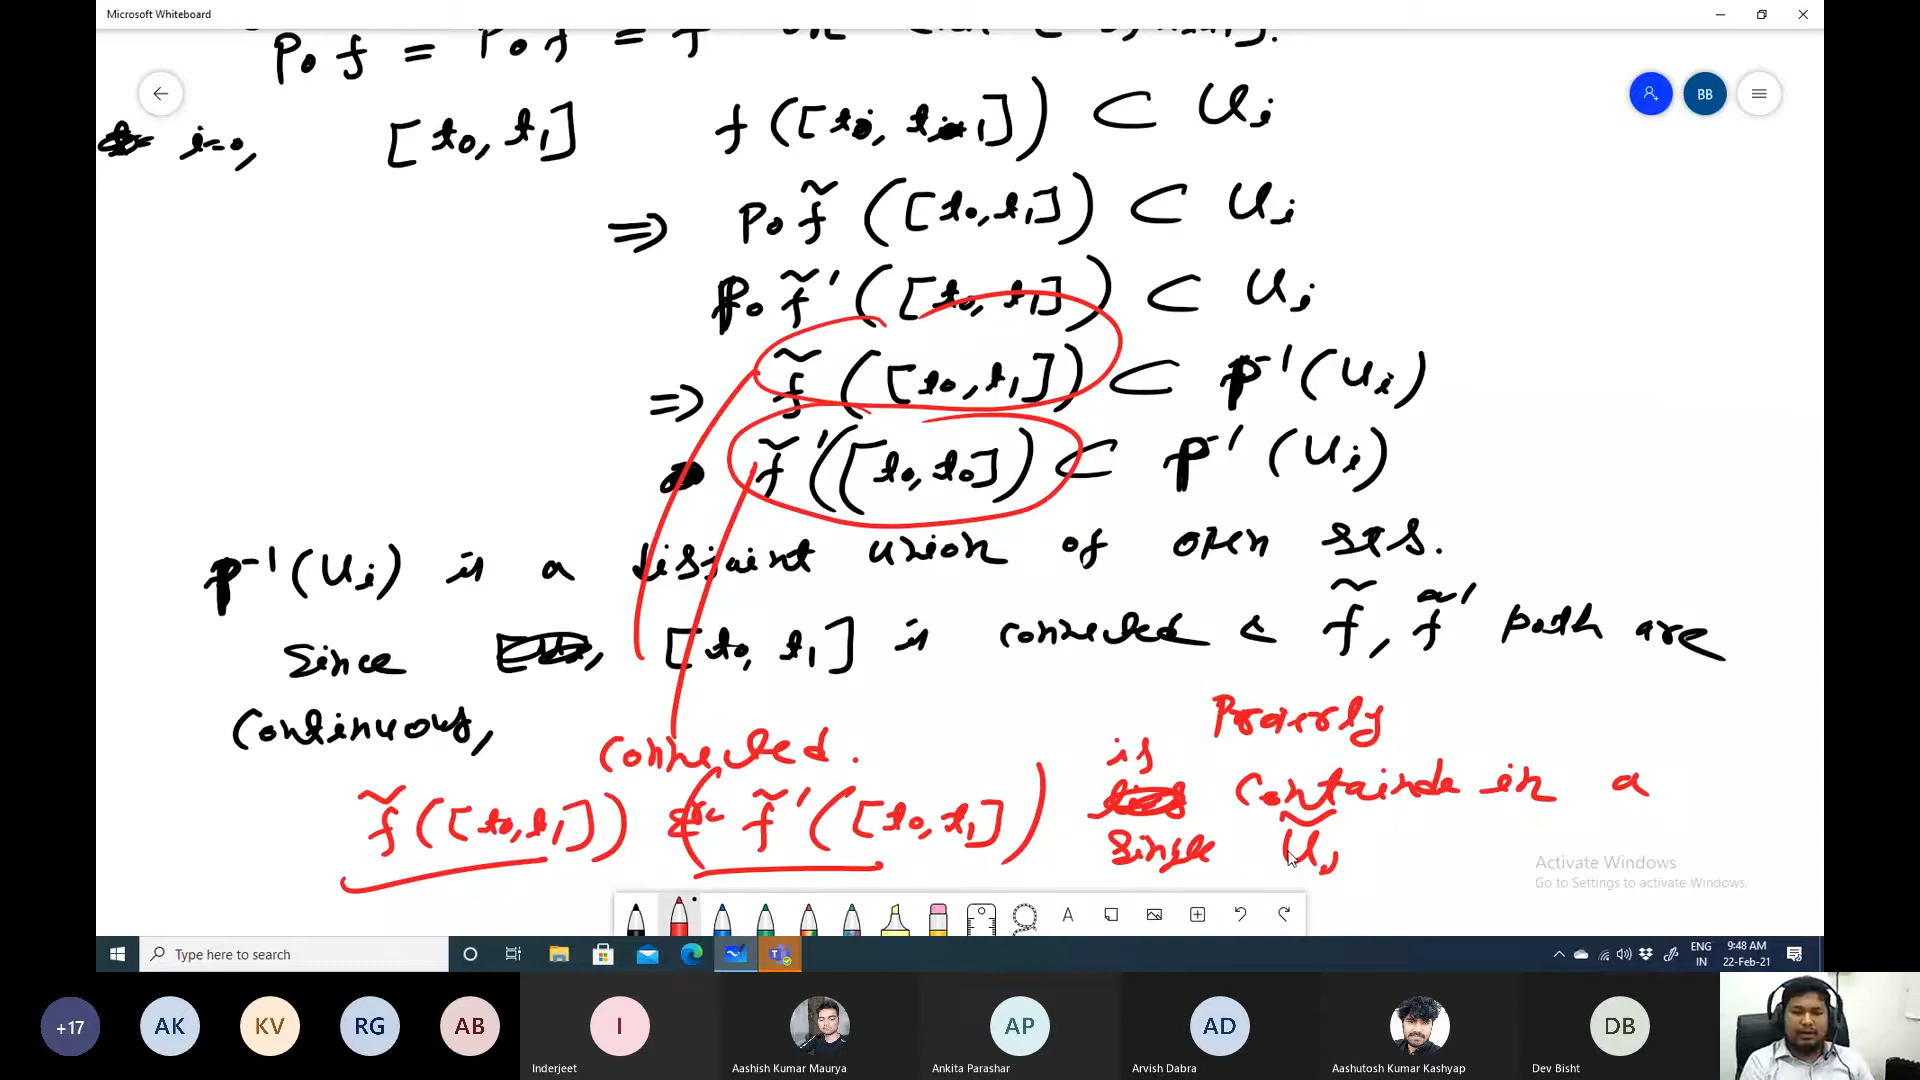 Microsoft Whiteboard
BB
i=0, [t₀, t₁] f([tᵢ, tᵢ₊₁]) ⊂ Uᵢ
⇒ p∘f̃([t₀, t₁]) ⊂ Uᵢ
p∘f̃'([t₀, t₁]) ⊂ Uᵢ
⇒ f̃([t₀, t₁]) ⊂ p⁻¹(Uᵢ)
f̃'([t₀, t₀]) ⊂ p⁻¹(Uᵢ)
p⁻¹(Uᵢ) is a disjoint union of open sets.
Since [t₀, t₁] is connected & f̃, f̃' path are
continuous,
connected.
Properly
f̃([t₀, t₁]) & (f̃'([t₀, t₁])) is containde in a
single Ũ
Activate Windows
Go to Settings to activate Windows.
A
Type here to search
ENG
IN
9:48 AM
22-Feb-21
+17
AK
KV
RG
AB
I
AP
AD
DB
Inderjeet
Aashish Kumar Maurya
Ankita Parashar
Arvish Dabra
Aashutosh Kumar Kashyap
Dev Bisht